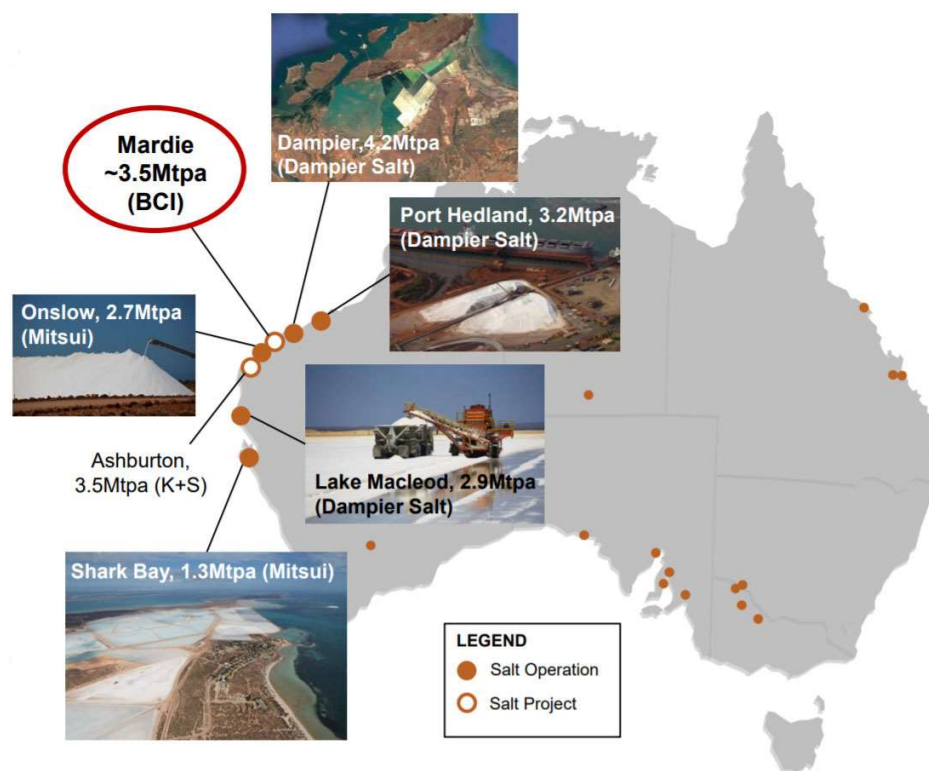 Mardie
~3.5Mtpa
(BCI)
Dampier,4,2Mtpa
(Dampier Salt)
Port Hedland, 3.2Mtpa
(Dampier Salt)
Onslow, 2.7Mtpa
(Mitsui)
Ashburton,
3.5Mtpa (K+S)
Lake Macleod, 2.9Mtpa
(Dampier Salt)
Shark Bay, 1.3Mtpa (Mitsui)
LEGEND
Salt Operation
Salt Project